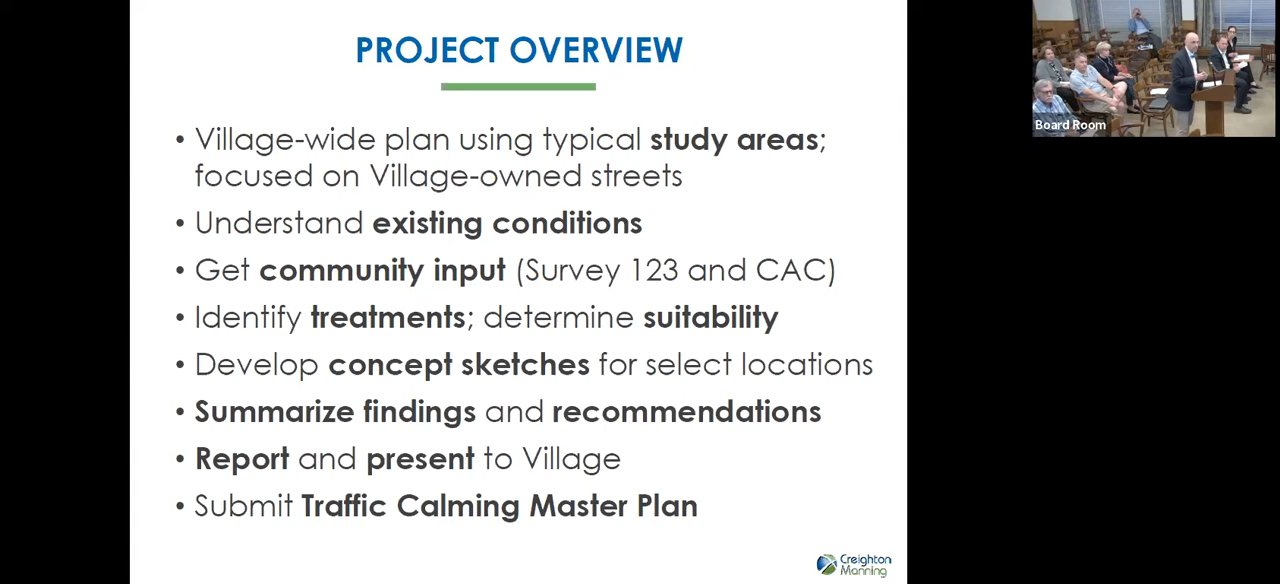 PROJECT OVERVIEW
• Village-wide plan using typical study areas;
focused on Village-owned streets
• Understand existing conditions
• Get community input (Survey 123 and CAC)
• Identify treatments; determine suitability
• Develop concept sketches for select locations
• Summarize findings and recommendations
• Report and present to Village
• Submit Traffic Calming Master Plan
Creighton
Manning
Board Room